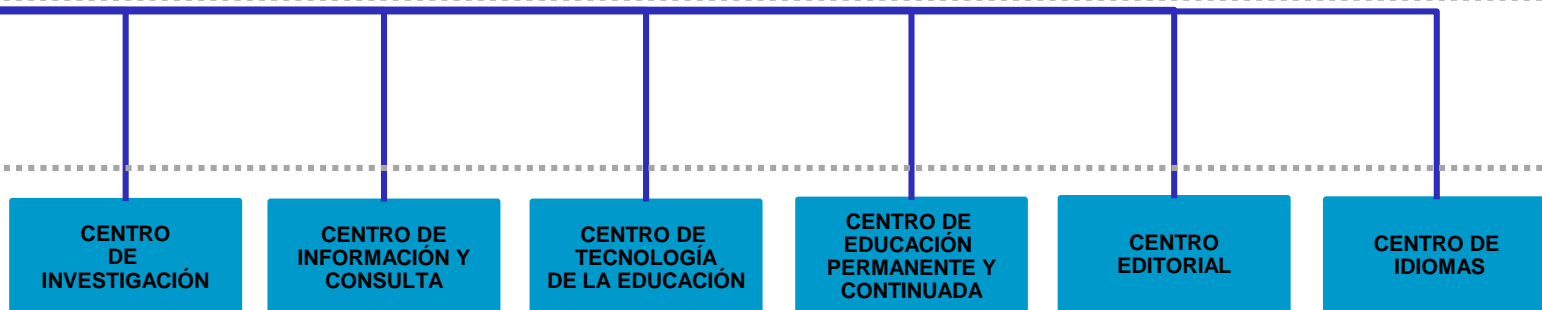 CENTRO
DE
INVESTIGACIÓN
CENTRO DE
INFORMACIÓN Y
CONSULTA
CENTRO DE
TECNOLOGÍA
DE LA EDUCACIÓN
CENTRO DE
EDUCACIÓN
PERMANENTE Y
CONTINUADA
CENTRO
EDITORIAL
CENTRO DE
IDIOMAS